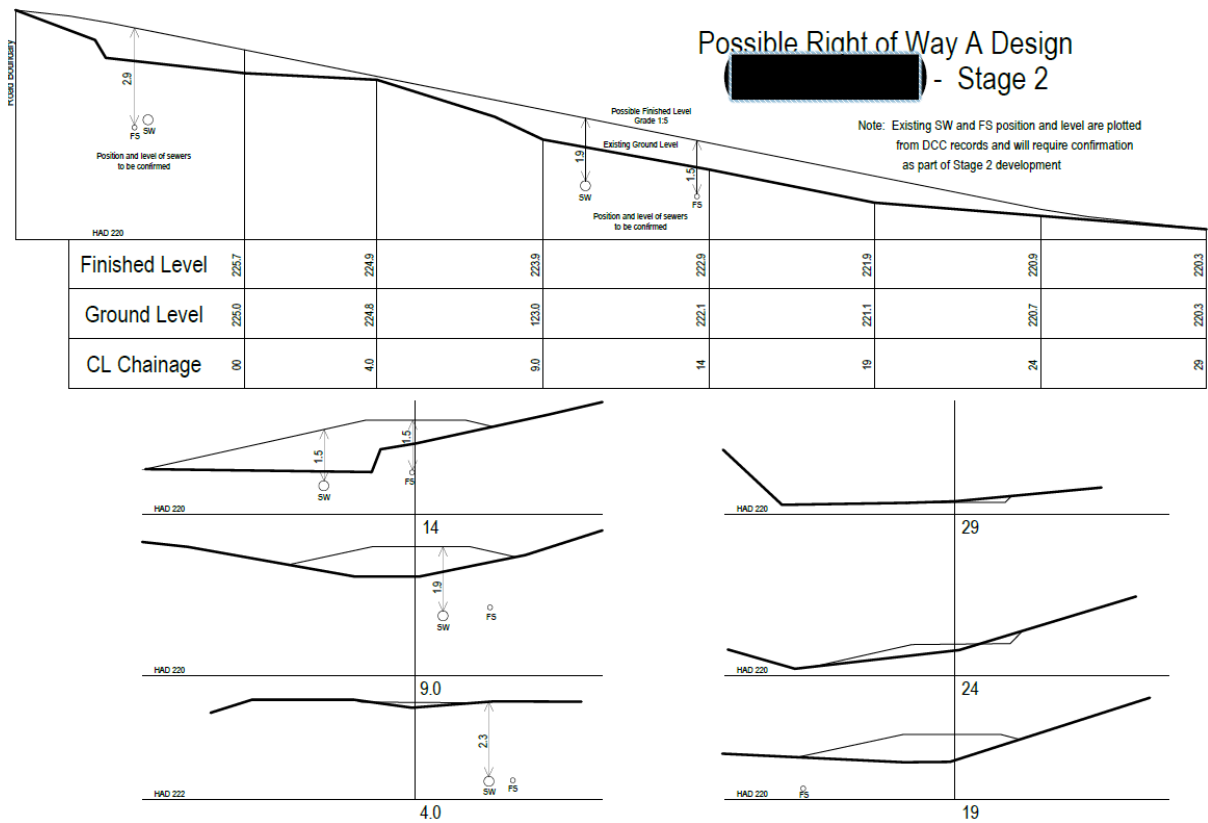 Possible Right of Way A Design
- Stage 2
Note: Existing SW and FS position and level are plotted
from DCC records and will require confirmation
as part of Stage 2 development
Road Boundary
2.9
FS
SW
Position and level of sewers
to be confirmed
HAD 220
Possible Finished Level
Grade 1:5
Existing Ground Level
1.9
SW
1.5
FS
Position and level of sewers
to be confirmed
Finished Level 225.7 224.9 223.9 222.9 221.9 220.9 220.3
Ground Level 225.0 224.8 123.0 222.1 221.1 220.7 220.3
CL Chainage 00 4.0 9.0 14 19 24 29
1.5
SW
1.5
FS
HAD 220
14
HAD 220
29
1.9
SW
FS
HAD 220
9.0
HAD 220
24
2.3
SW
FS
HAD 222
4.0
FS
HAD 220
19